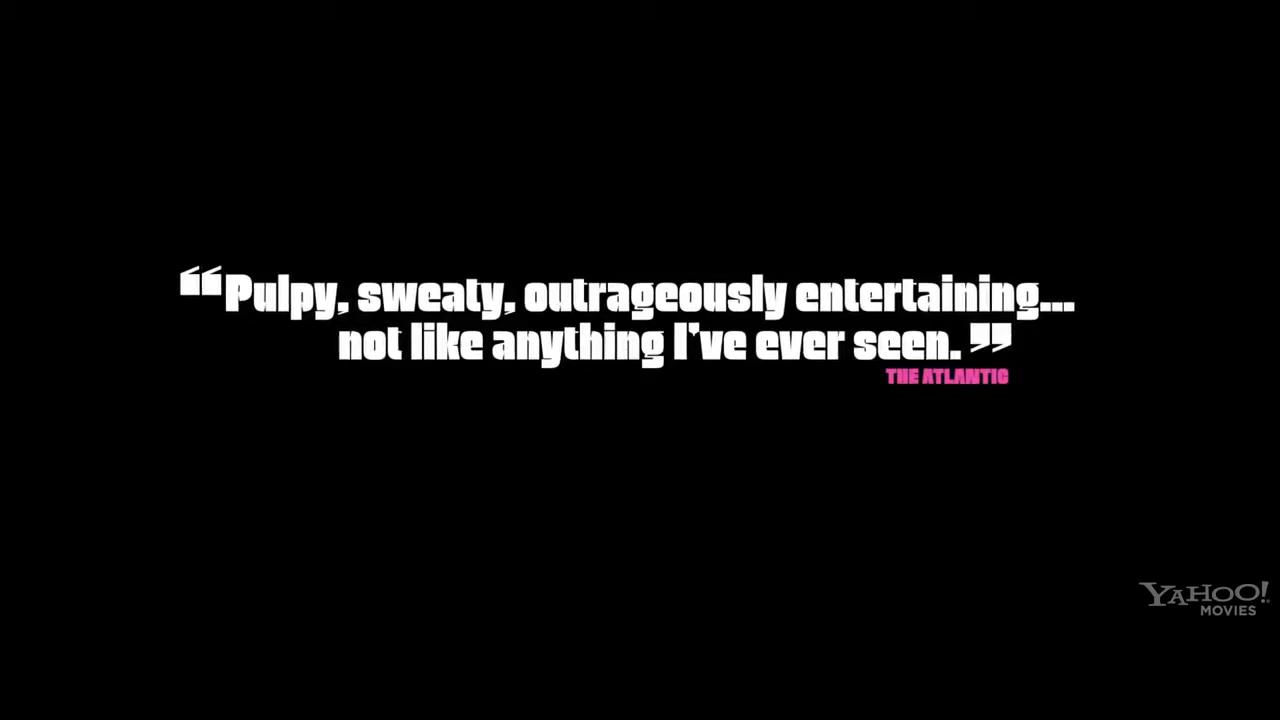 “Pulpy, sweaty, outrageously entertaining...
not like anything I've ever seen.”
THE ATLANTIC
YAHOO!
MOVIES